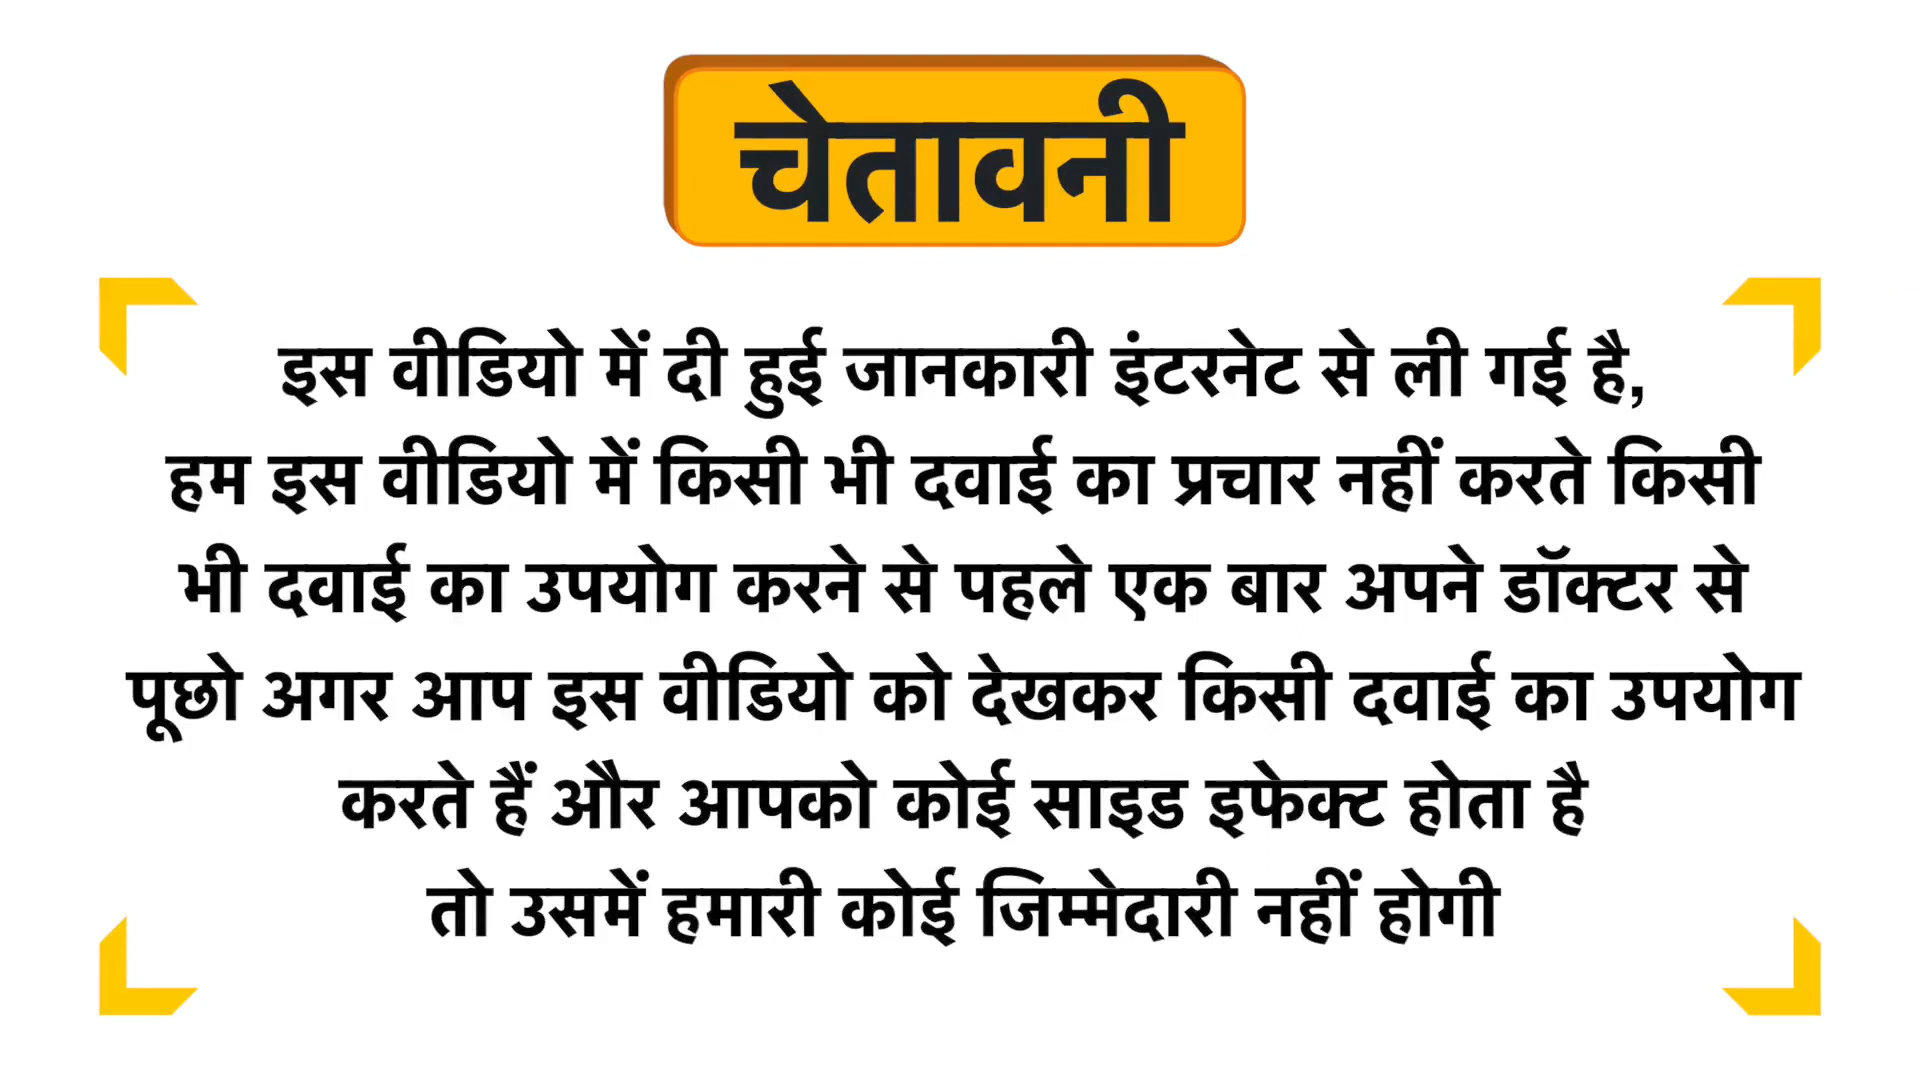 चेतावनी
इस वीडियो में दी हुई जानकारी इंटरनेट से ली गई है,
हम इस वीडियो में किसी भी दवाई का प्रचार नहीं करते किसी
भी दवाई का उपयोग करने से पहले एक बार अपने डॉक्टर से
पूछो अगर आप इस वीडियो को देखकर किसी दवाई का उपयोग
करते हैं और आपको कोई साइड इफेक्ट होता है
तो उसमें हमारी कोई जिम्मेदारी नहीं होगी